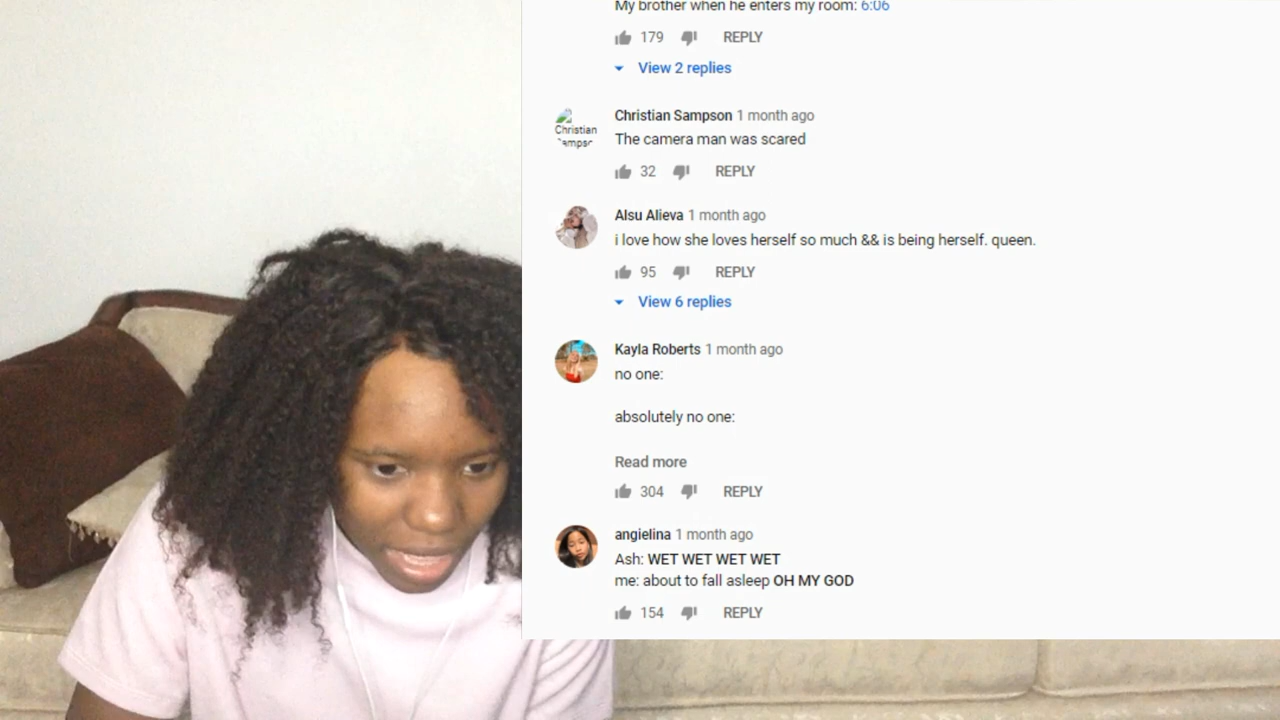 My brother when he enters my room: 6:06
179 REPLY
View 2 replies
Christian Sampson 1 month ago
Christian
The camera man was scared
32 REPLY
Alsu Alieva 1 month ago
i love how she loves herself so much && is being herself. queen.
95 REPLY
View 6 replies
Kayla Roberts 1 month ago
no one:
absolutely no one:
Read more
304 REPLY
angielina 1 month ago
Ash: WET WET WET WET
me: about to fall asleep OH MY GOD
154 REPLY